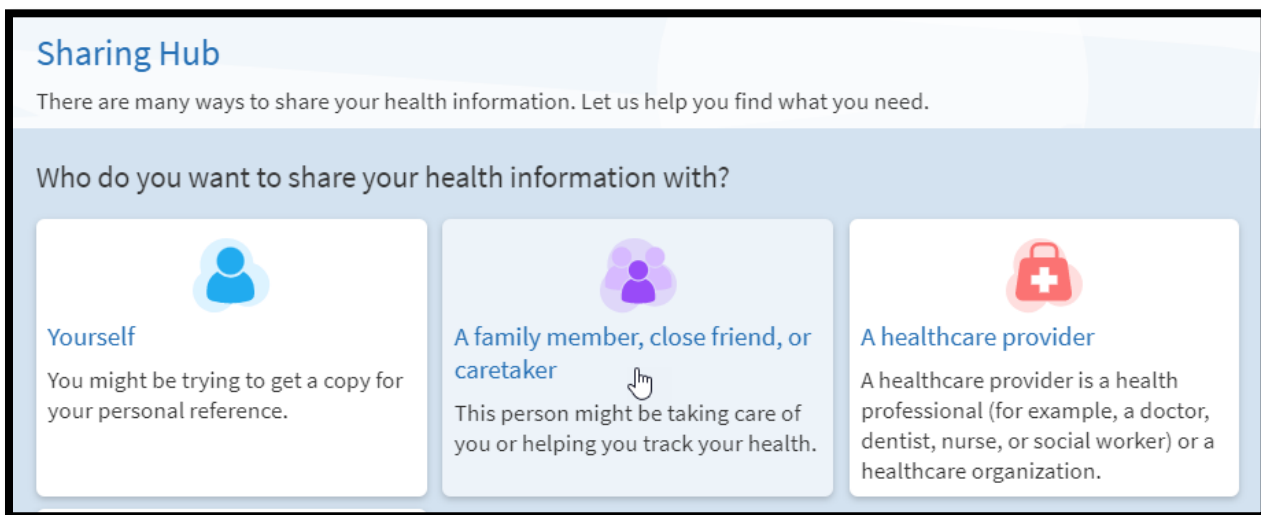 Sharing Hub
There are many ways to share your health information. Let us help you find what you need.
Who do you want to share your health information with?
Yourself
You might be trying to get a copy for
your personal reference.
A family member, close friend, or
caretaker
This person might be taking care of
you or helping you track your health.
A healthcare provider
A healthcare provider is a health
professional (for example, a doctor,
dentist, nurse, or social worker) or a
healthcare organization.